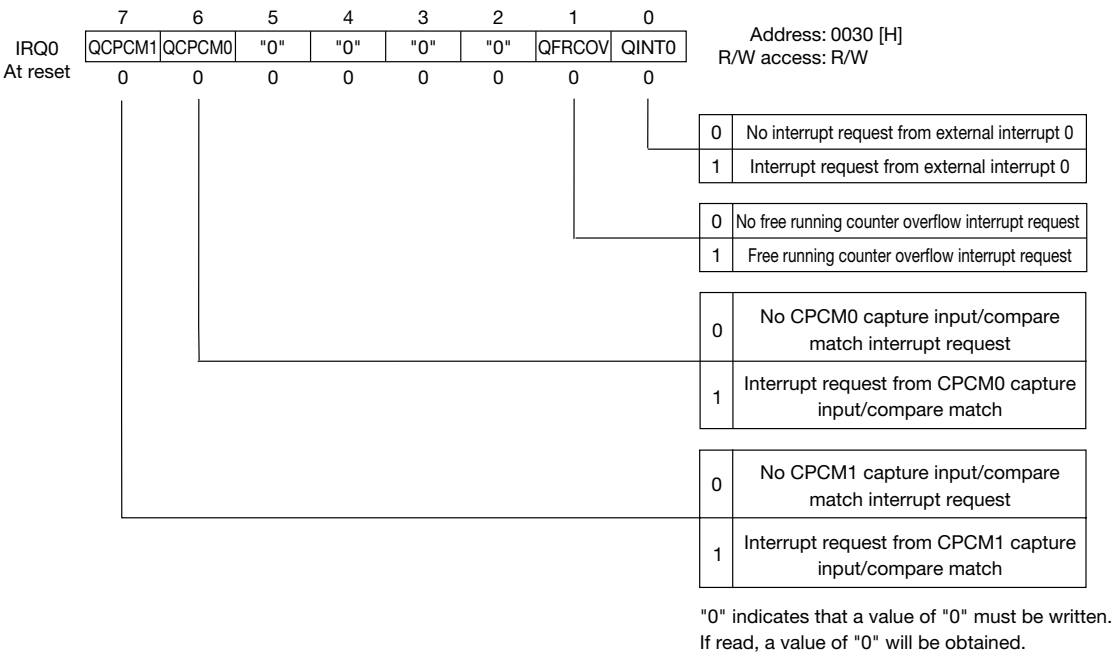 7 6 5 4 3 2 1 0
IRQ0 QCPCM1 QCPCM0 "0" "0" "0" "0" QFRCOV QINT0
At reset 0 0 0 0 0 0 0 0
Address: 0030 [H]
R/W access: R/W
0 No interrupt request from external interrupt 0
1 Interrupt request from external interrupt 0
0 No free running counter overflow interrupt request
1 Free running counter overflow interrupt request
0 No CPCM0 capture input/compare
match interrupt request
1 Interrupt request from CPCM0 capture
input/compare match
0 No CPCM1 capture input/compare
match interrupt request
1 Interrupt request from CPCM1 capture
input/compare match
"0" indicates that a value of "0" must be written.
If read, a value of "0" will be obtained.